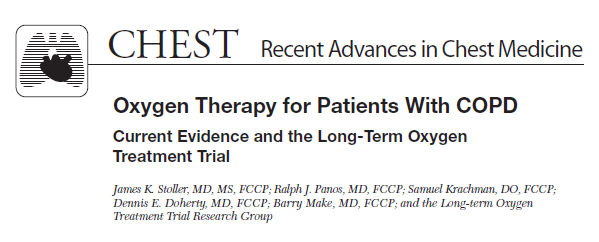 CHEST Recent Advances in Chest Medicine
Oxygen Therapy for Patients With COPD
Current Evidence and the Long-Term Oxygen
Treatment Trial
James K. Stoller, MD, MS, FCCP; Ralph J. Panos, MD, FCCP; Samuel Krachman, DO, FCCP;
Dennis E. Doherty, MD, FCCP; Barry Make, MD, FCCP; and the Long-term Oxygen
Treatment Trial Research Group